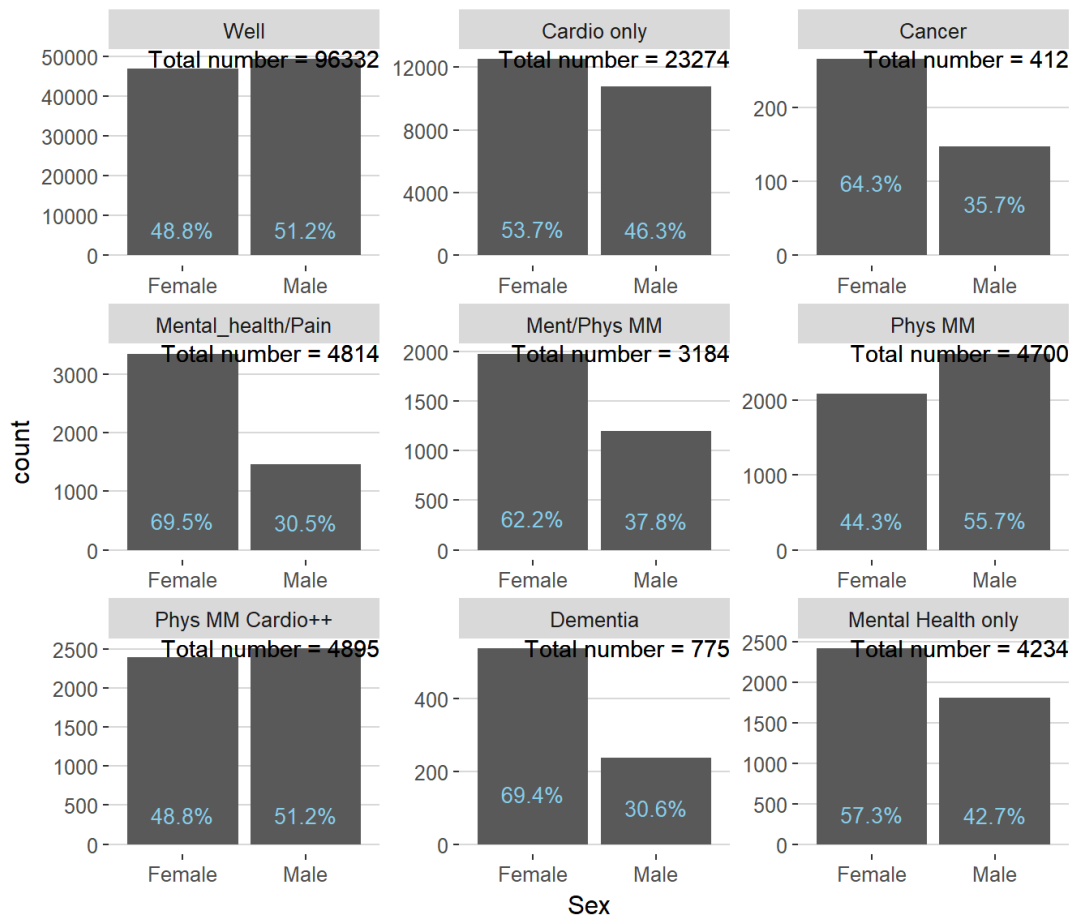 Well
Total number = 96332
50000
40000
30000
20000
10000
0
48.8%
51.2%
Female
Male
Cardio only
Total number = 23274
12000
8000
4000
0
53.7%
46.3%
Female
Male
Cancer
Total number = 412
200
100
0
64.3%
35.7%
Female
Male
Mental_health/Pain
Total number = 4814
3000
2000
1000
0
69.5%
30.5%
Female
Male
Ment/Phys MM
Total number = 3184
2000
1500
1000
500
0
62.2%
37.8%
Female
Male
Phys MM
Total number = 4700
2000
1000
0
44.3%
55.7%
Female
Male
Phys MM Cardio++
Total number = 4895
2500
2000
1500
1000
500
0
48.8%
51.2%
Female
Male
Dementia
Total number = 775
400
200
0
69.4%
30.6%
Female
Male
Mental Health only
Total number = 4234
2500
2000
1500
1000
500
0
57.3%
42.7%
Female
Male
count
Sex